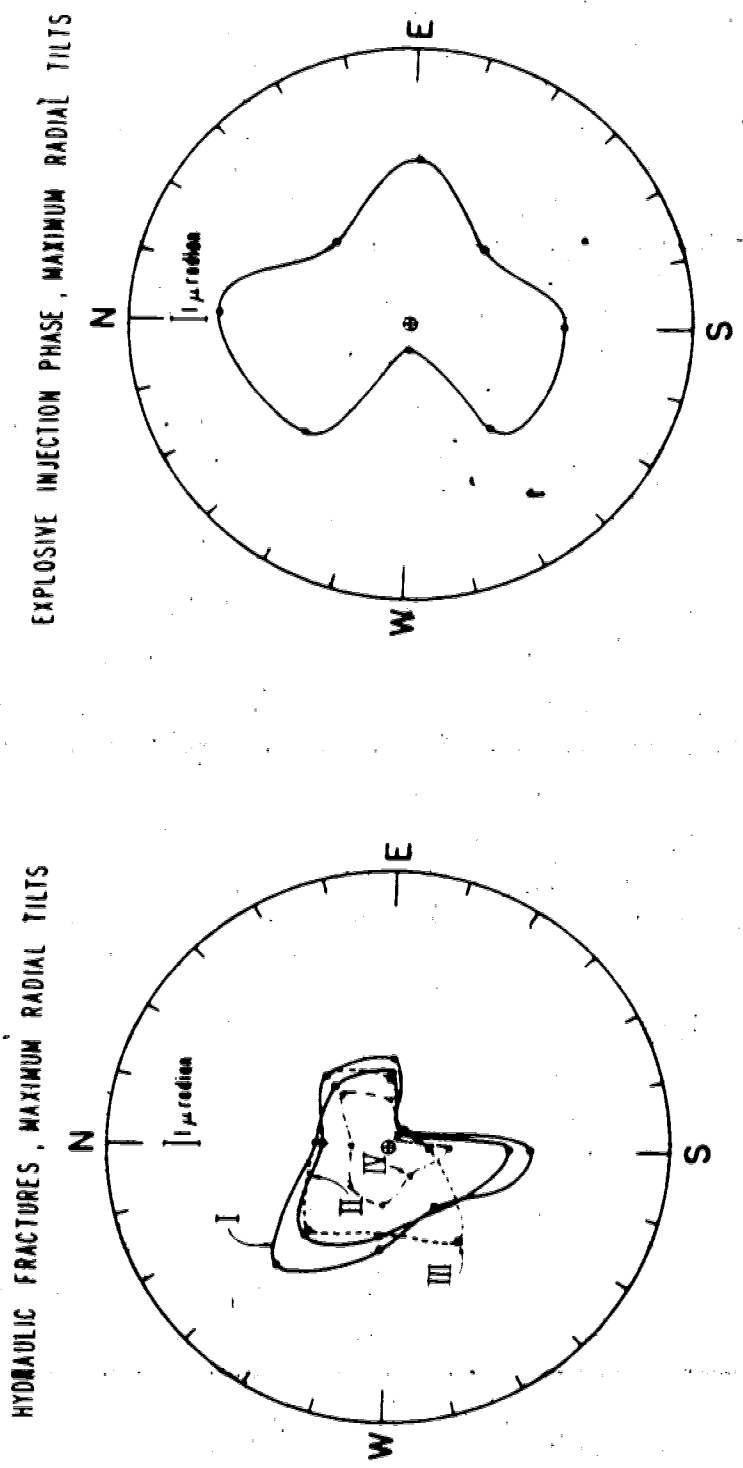 EXPLOSIVE INJECTION PHASE, MAXIMUM RADIAL TILTS
N
1 μ radian
E
W
S
HYDRAULIC FRACTURES, MAXIMUM RADIAL TILTS
N
1 μ radian
E
I
II
III
IV
W
S